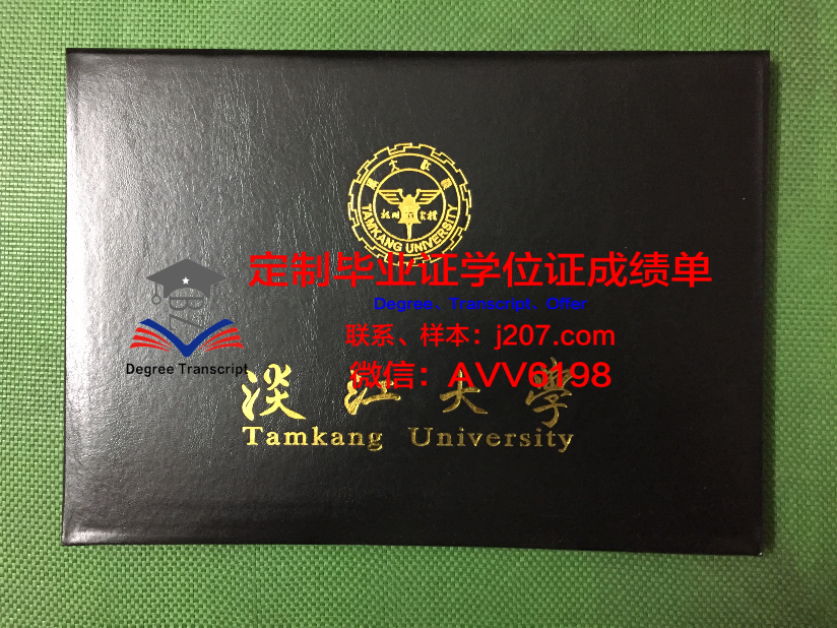 TAMKANG UNIVERSITY
定制毕业证学位证成绩单
Degree、Transcript、Offer
联系、样本：j207.com
微信：AVV6198
Degree Transcript
淡江大學
Tamkang University